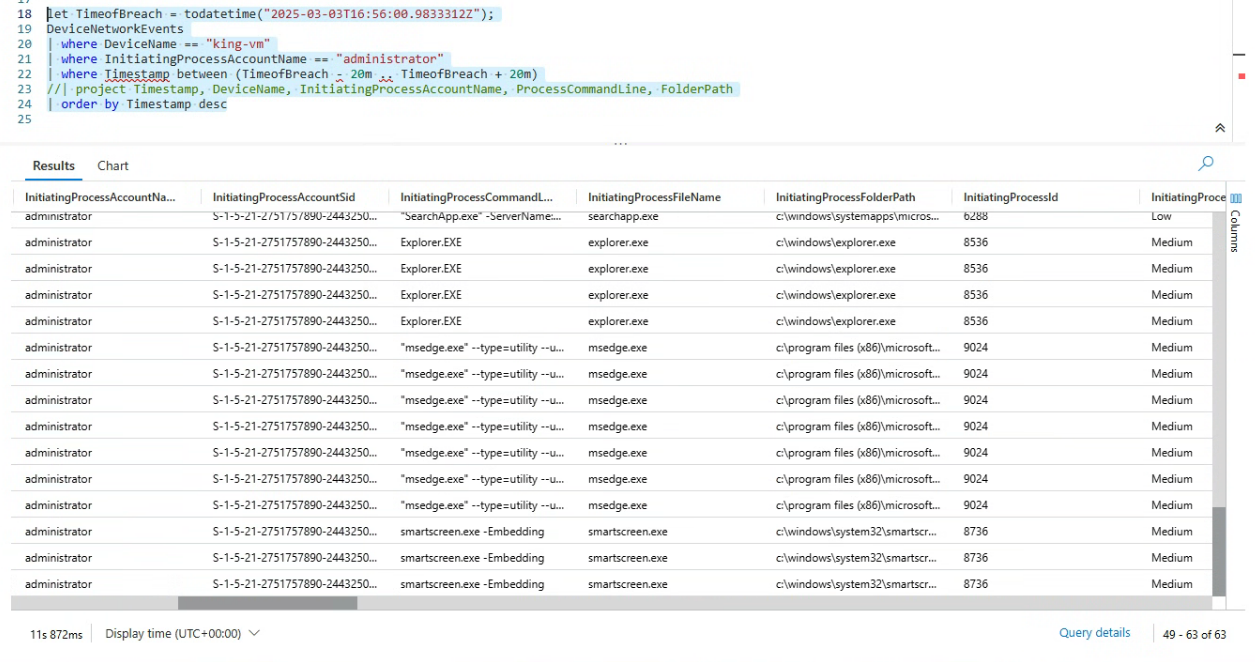 18 let TimeofBreach = todatetime("2025-03-03T16:56:00.9833312Z");
19 DeviceNetworkEvents
20 | where DeviceName == "king-vm"
21 | where InitiatingProcessAccountName == "administrator"
22 | where Timestamp between (TimeofBreach - 20m .. TimeofBreach + 20m)
23 //| project Timestamp, DeviceName, InitiatingProcessAccountName, ProcessCommandLine, FolderPath
24 | order by Timestamp desc
25
Results Chart
InitiatingProcessAccountNa... InitiatingProcessAccountSid InitiatingProcessCommandL... InitiatingProcessFileName InitiatingProcessFolderPath InitiatingProcessId InitiatingProce
Columns
administrator S-1-5-21-2751757890-2443250... "SearchApp.exe" -ServerName:... searchapp.exe c:\windows\systemapps\micros... 6288 Low
administrator S-1-5-21-2751757890-2443250... Explorer.EXE explorer.exe c:\windows\explorer.exe 8536 Medium
administrator S-1-5-21-2751757890-2443250... Explorer.EXE explorer.exe c:\windows\explorer.exe 8536 Medium
administrator S-1-5-21-2751757890-2443250... Explorer.EXE explorer.exe c:\windows\explorer.exe 8536 Medium
administrator S-1-5-21-2751757890-2443250... Explorer.EXE explorer.exe c:\windows\explorer.exe 8536 Medium
administrator S-1-5-21-2751757890-2443250... "msedge.exe" --type=utility --u... msedge.exe c:\program files (x86)\microsoft... 9024 Medium
administrator S-1-5-21-2751757890-2443250... "msedge.exe" --type=utility --u... msedge.exe c:\program files (x86)\microsoft... 9024 Medium
administrator S-1-5-21-2751757890-2443250... "msedge.exe" --type=utility --u... msedge.exe c:\program files (x86)\microsoft... 9024 Medium
administrator S-1-5-21-2751757890-2443250... "msedge.exe" --type=utility --u... msedge.exe c:\program files (x86)\microsoft... 9024 Medium
administrator S-1-5-21-2751757890-2443250... "msedge.exe" --type=utility --u... msedge.exe c:\program files (x86)\microsoft... 9024 Medium
administrator S-1-5-21-2751757890-2443250... "msedge.exe" --type=utility --u... msedge.exe c:\program files (x86)\microsoft... 9024 Medium
administrator S-1-5-21-2751757890-2443250... "msedge.exe" --type=utility --u... msedge.exe c:\program files (x86)\microsoft... 9024 Medium
administrator S-1-5-21-2751757890-2443250... smartscreen.exe -Embedding smartscreen.exe c:\windows\system32\smartscr... 8736 Medium
administrator S-1-5-21-2751757890-2443250... smartscreen.exe -Embedding smartscreen.exe c:\windows\system32\smartscr... 8736 Medium
administrator S-1-5-21-2751757890-2443250... smartscreen.exe -Embedding smartscreen.exe c:\windows\system32\smartscr... 8736 Medium
11s 872ms Display time (UTC+00:00) Query details 49 - 63 of 63